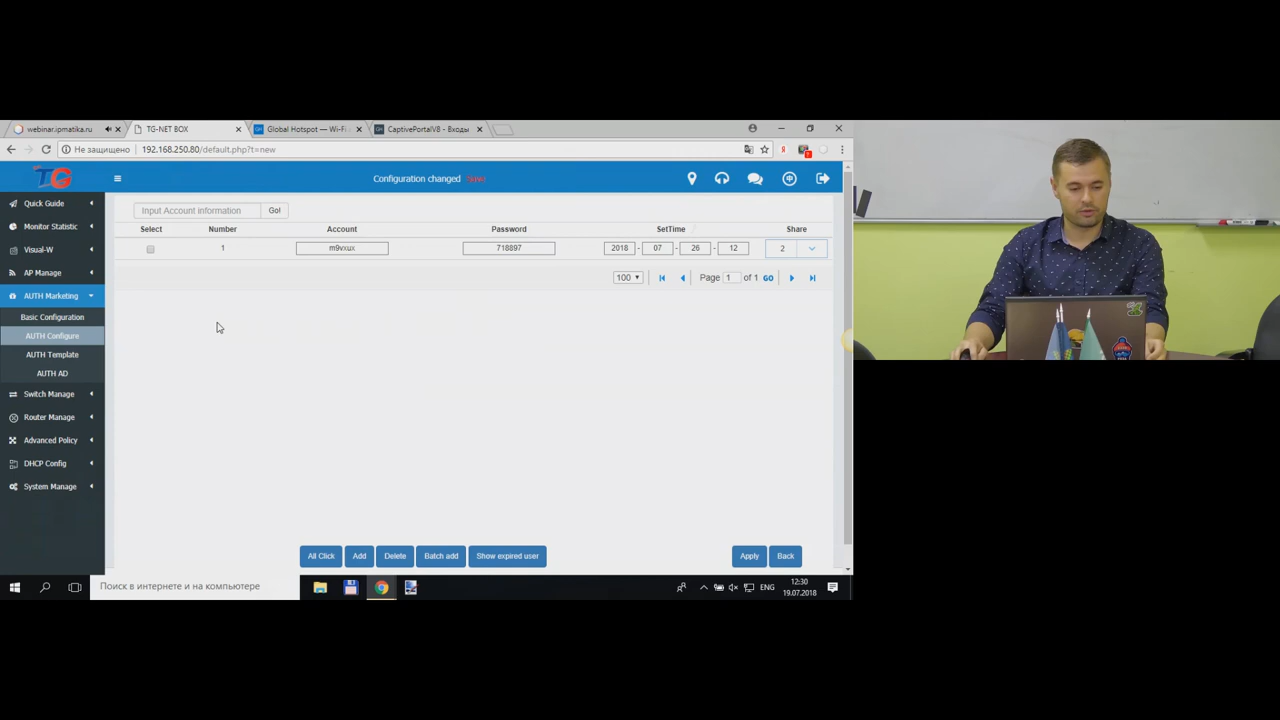 webinar.ipmatika.ru
TG-NET BOX
Global Hotspot — Wi-Fi
CaptivePortalV8 - Входы
Не защищено
192.168.250.80/default.php?t=new
TG
Configuration changed
Quick Guide
Monitor Statistic
Visual-W
AP Manage
AUTH Marketing
Basic Configuration
AUTH Configure
AUTH Template
AUTH AD
Switch Manage
Router Manage
Advanced Policy
DHCP Config
System Manage
Input Account information
Go!
Select Number Account Password SetTime Share
1 m9vxux 718897 2018 - 07 - 26 - 12 2
100 Page 1 of 1 GO
All Click Add Delete Batch add Show expired user Apply Back
Поиск в интернете и на компьютере
ENG
12:30
19.07.2018